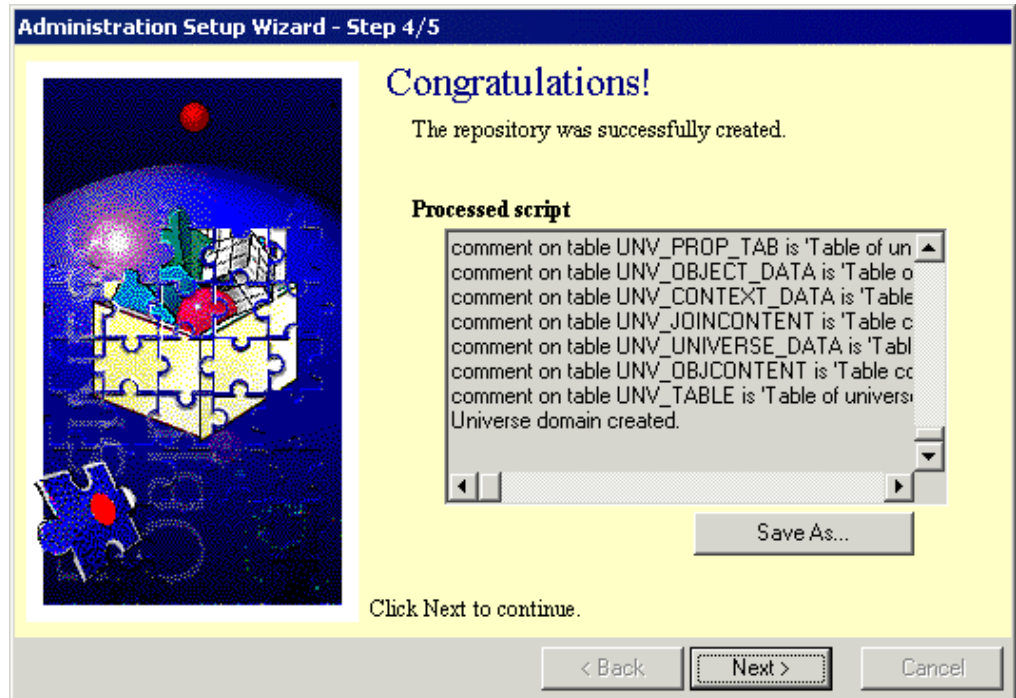 Administration Setup Wizard - Step 4/5
Congratulations!
The repository was successfully created.
Processed script
comment on table UNV_PROP_TAB is 'Table of un
comment on table UNV_OBJECT_DATA is 'Table o
comment on table UNV_CONTEXT_DATA is 'Table
comment on table UNV_JOINCONTENT is 'Table c
comment on table UNV_UNIVERSE_DATA is 'Tabl
comment on table UNV_OBJCONTENT is 'Table co
comment on table UNV_TABLE is 'Table of univers
Universe domain created.
Save As...
Click Next to continue.
< Back
Next >
Cancel